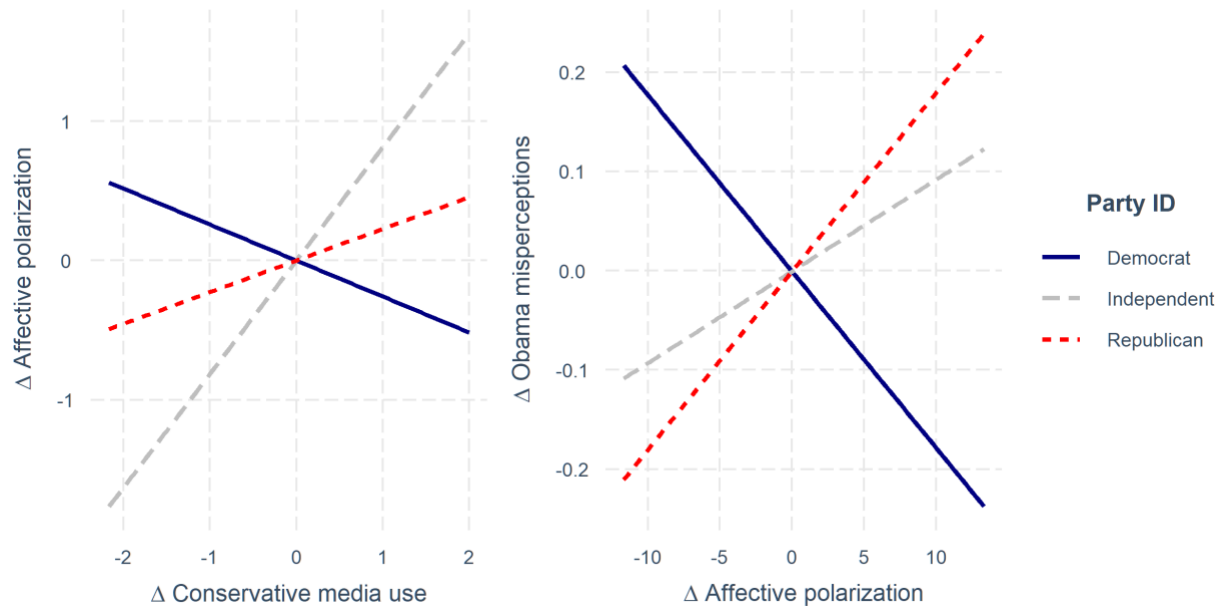 Δ Affective polarization
1
0
-1
-2
-1
0
1
2
Δ Conservative media use
Δ Obama misperceptions
0.2
0.1
0.0
-0.1
-0.2
-10
-5
0
5
10
Δ Affective polarization
Party ID
Democrat
Independent
Republican